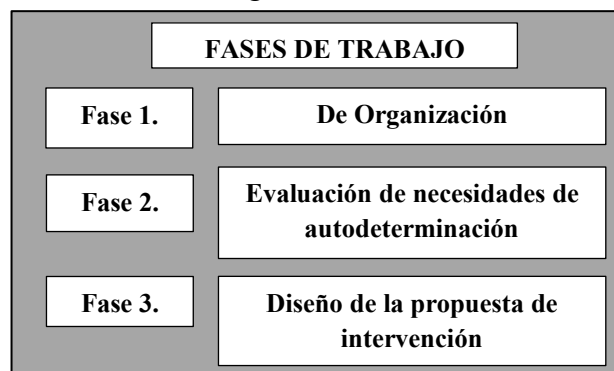 FASES DE TRABAJO
Fase 1.
De Organización
Fase 2.
Evaluación de necesidades de
autodeterminación
Fase 3.
Diseño de la propuesta de
intervención